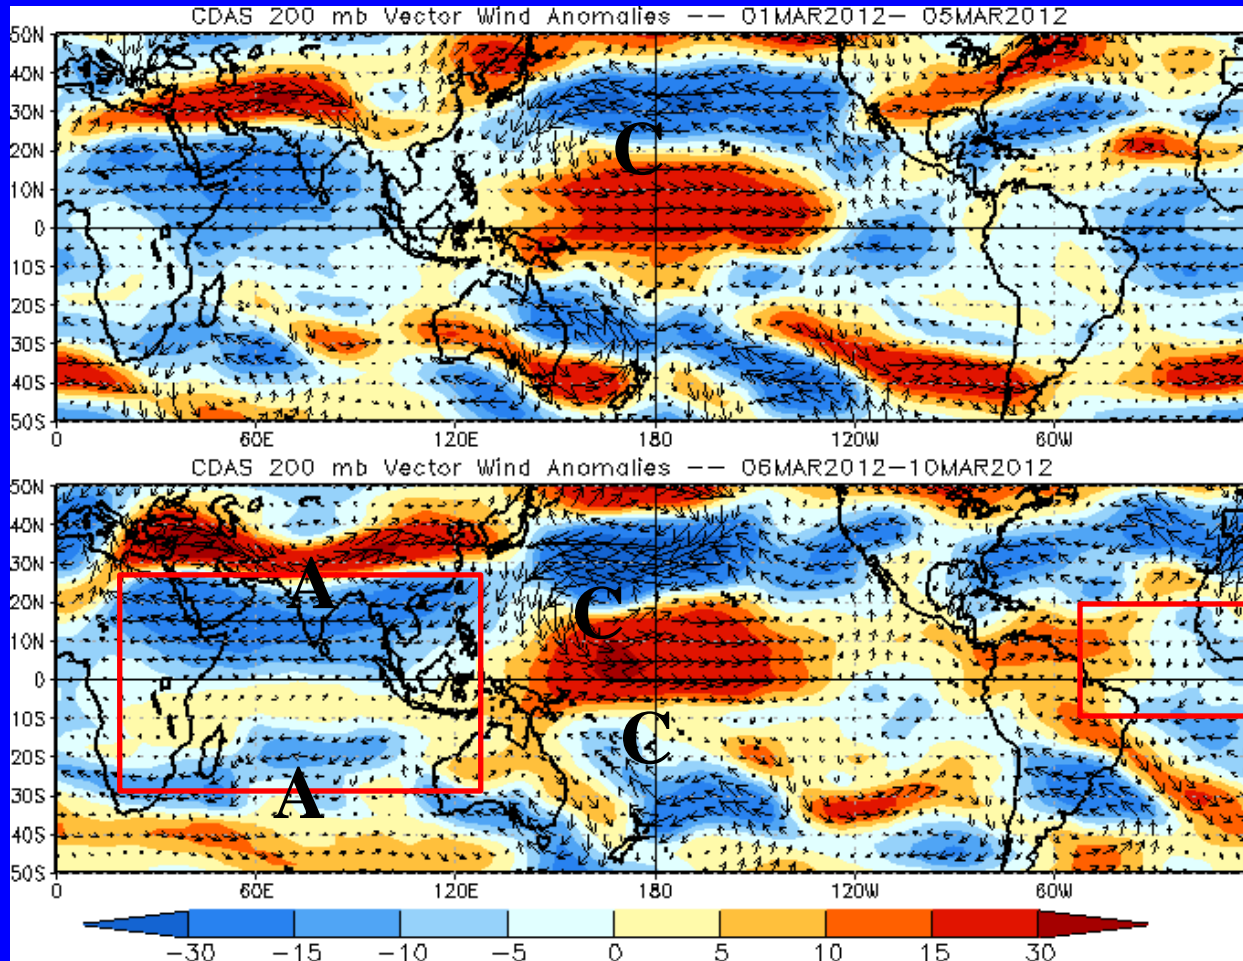 CDAS 200 mb Vector Wind Anomalies -- 01MAR2012- 05MAR2012
50N
40N
30N
C
20N
10N
0
10S
20S
30S
40S
50S
0 60E 120E 180 120W 60W
CDAS 200 mb Vector Wind Anomalies -- 06MAR2012-10MAR2012
50N
40N
30N
A
20N
C
10N
0
10S
C
20S
30S
A
40S
50S
0 60E 120E 180 120W 60W
-30 -15 -10 -5 0 5 10 15 30